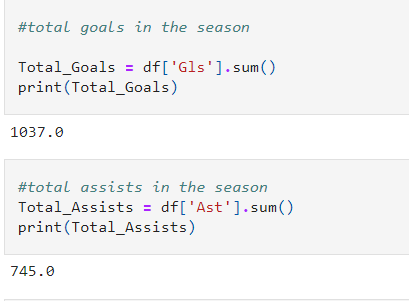 #total goals in the season
Total_Goals = df['Gls'].sum()
print(Total_Goals)
1037.0
#total assists in the season
Total_Assists = df['Ast'].sum()
print(Total_Assists)
745.0